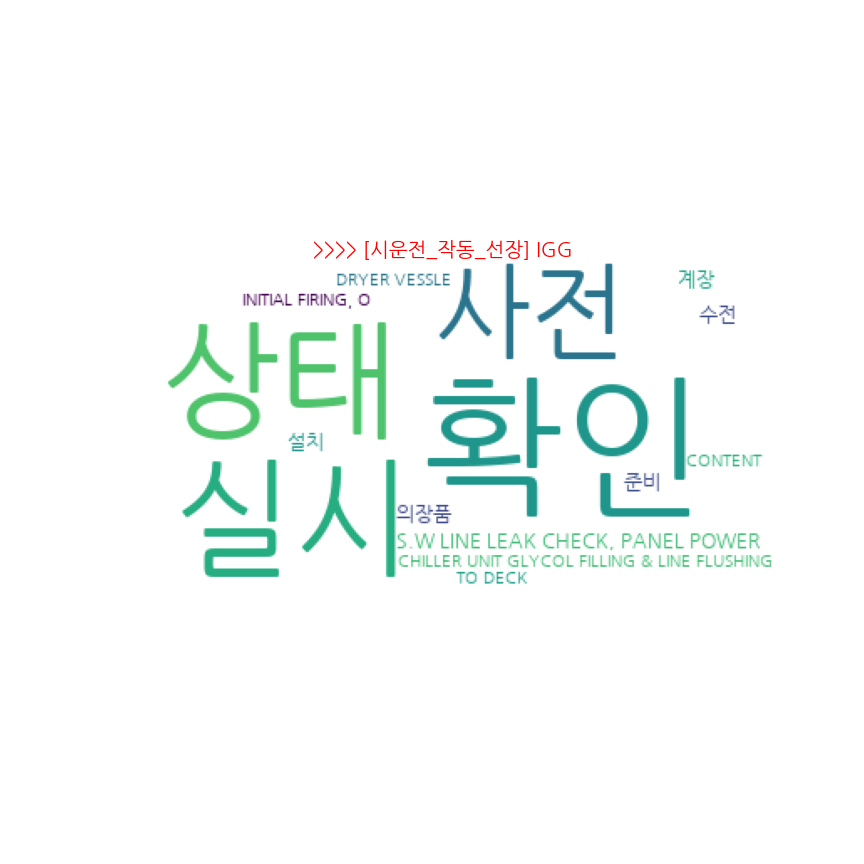 >>>> [시운전_작동_선장] IGG
DRYER VESSLE
사전
계장
INITIAL FIRING, O
수전
상태
확인
설치
실시
CONTENT
준비
의장품
S.W LINE LEAK CHECK, PANEL POWER
CHILLER UNIT GLYCOL FILLING & LINE FLUSHING
TO DECK